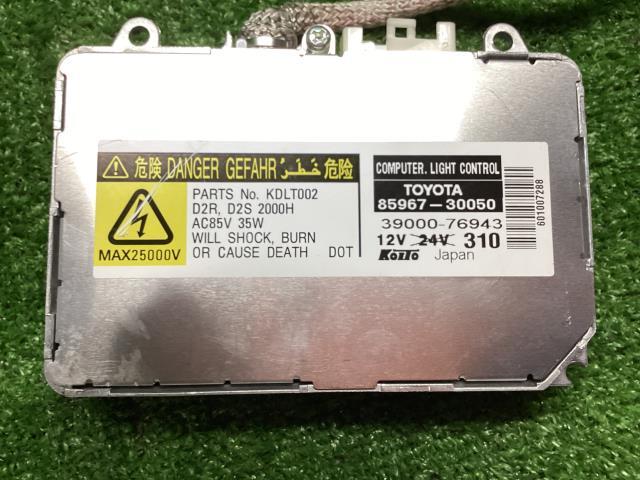 危険 DANGER GEFAHR خَطَرْ 危险
PARTS No. KDLT002
D2R, D2S 2000H
AC85V 35W
WILL SHOCK, BURN
OR CAUSE DEATH DOT
MAX25000V
COMPUTER. LIGHT CONTROL
TOYOTA
85967-30050
39000-76943
12V 24V 310
KOITO Japan
601007288